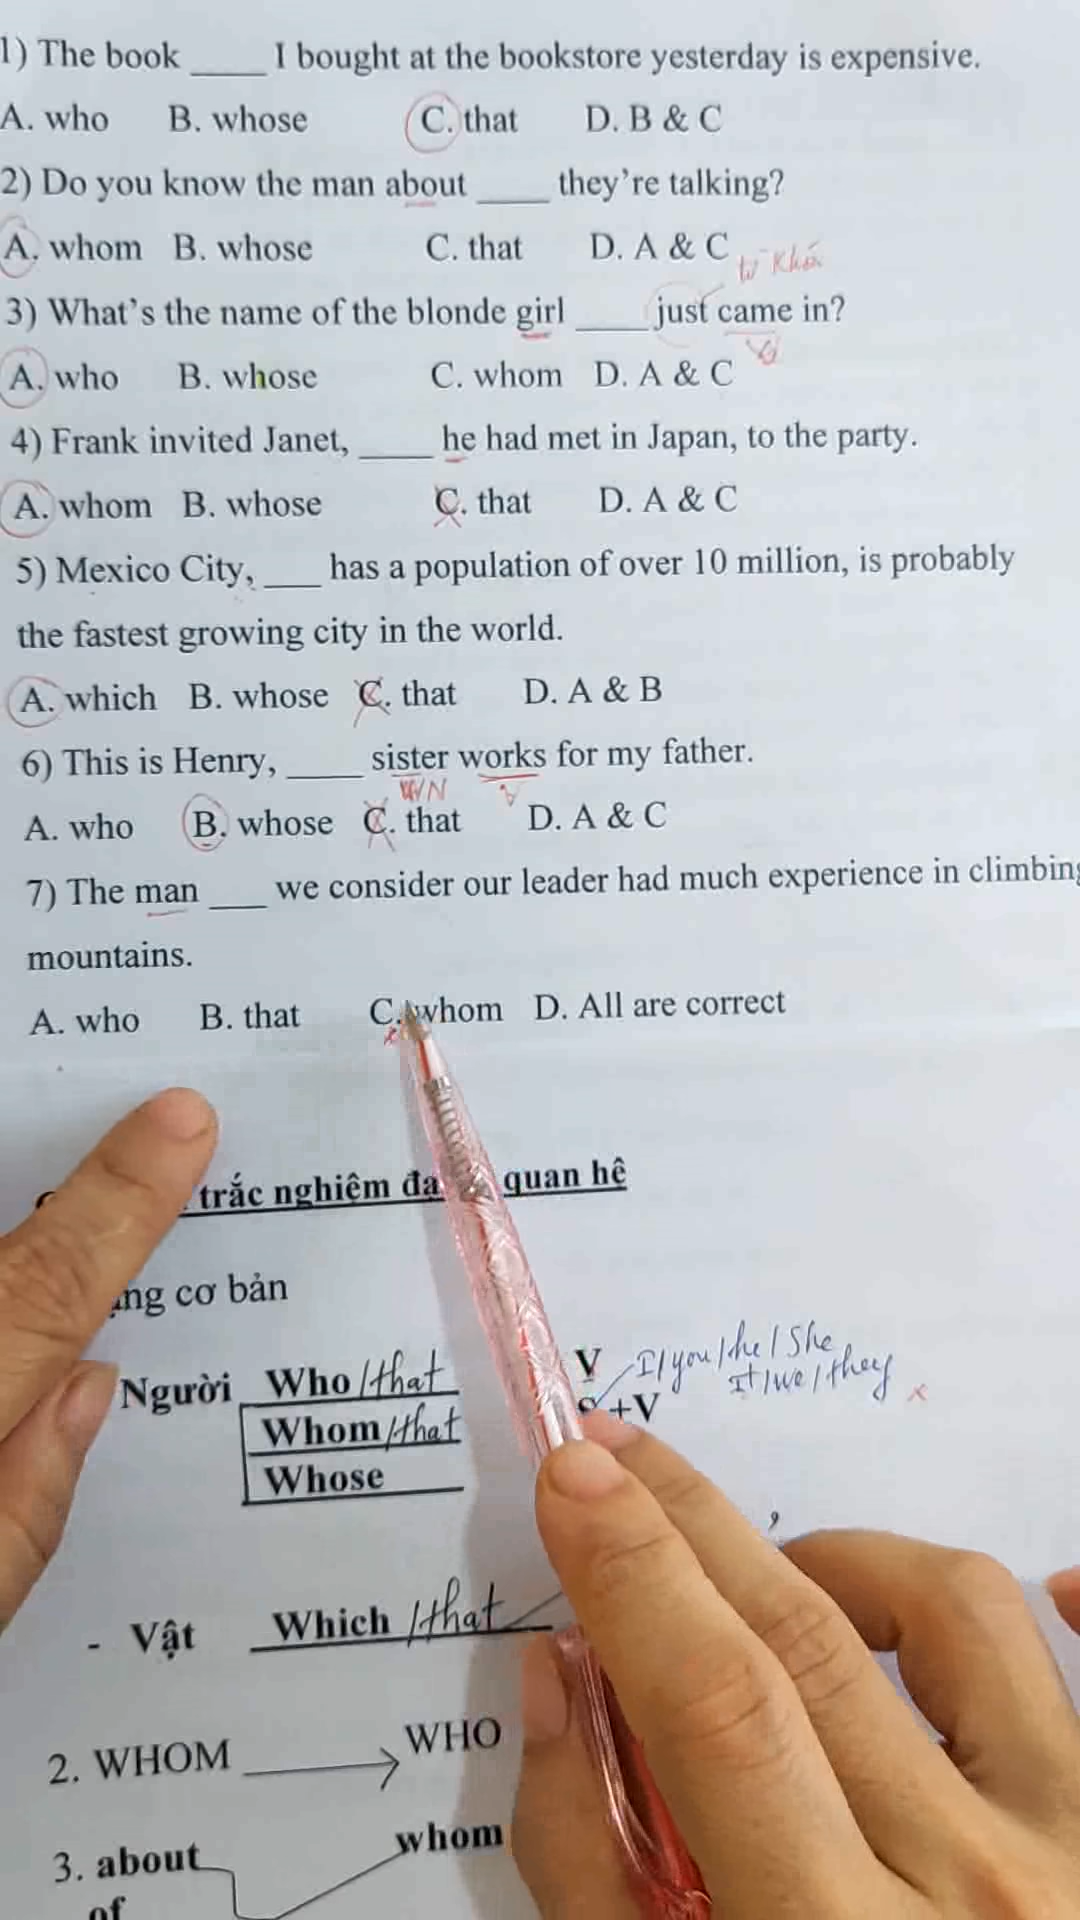 1) The book ____ I bought at the bookstore yesterday is expensive.
A. who B. whose C. that D. B & C
2) Do you know the man about ____ they're talking?
A. whom B. whose C. that D. A & C
3) What's the name of the blonde girl ____ just came in?
A. who B. whose C. whom D. A & C
4) Frank invited Janet, ____ he had met in Japan, to the party.
A. whom B. whose C. that D. A & C
5) Mexico City, ___ has a population of over 10 million, is probably
the fastest growing city in the world.
A. which B. whose C. that D. A & B
6) This is Henry, ____ sister works for my father.
N V
A. who B. whose C. that D. A & C
7) The man ___ we consider our leader had much experience in climbing
mountains.
A. who B. that C. whom D. All are correct
trắc nghiệm quan hệ
cơ bản
Người Who /that V I/you/he/She
It/we/they x
Whom/that S+V
Whose
,
- Vật Which /that
2. WHOM WHO
3. about whom
of